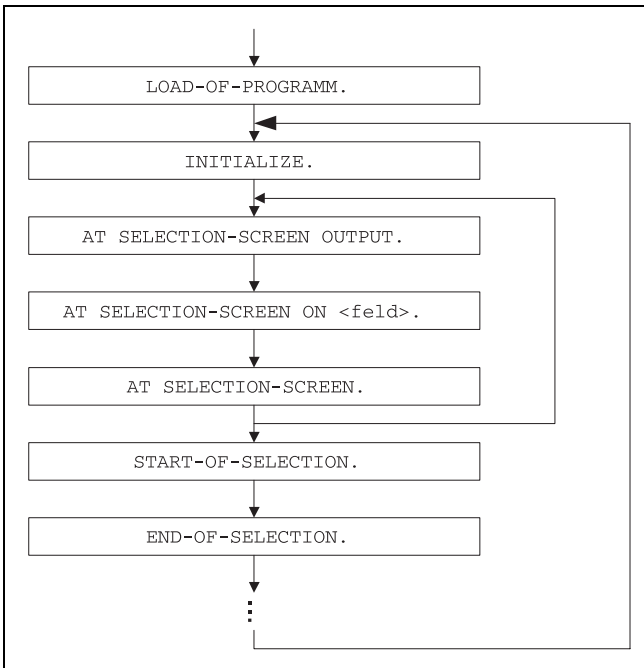 LOAD-OF-PROGRAMM.
INITIALIZE.
AT SELECTION-SCREEN OUTPUT.
AT SELECTION-SCREEN ON <feld>.
AT SELECTION-SCREEN.
START-OF-SELECTION.
END-OF-SELECTION.